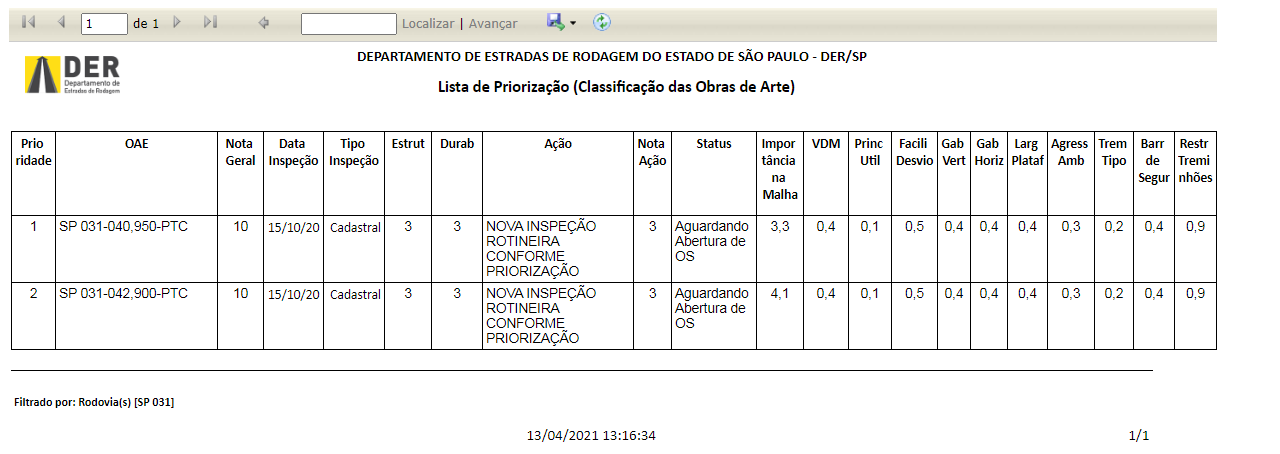 1 de 1 Localizar | Avançar
DER
Departamento de
Estradas de Rodagem
DEPARTAMENTO DE ESTRADAS DE RODAGEM DO ESTADO DE SÃO PAULO - DER/SP
Lista de Priorização (Classificação das Obras de Arte)
Prio ridade OAE Nota Geral Data Inspeção Tipo Inspeção Estrut Durab Ação Nota Ação Status Impor tância na Malha VDM Princ Util Facili Desvio Gab Vert Gab Horiz Larg Plataf Agress Amb Trem Tipo Barr de Segur Restr Tremi nhões
1 SP 031-040,950-PTC 10 15/10/20 Cadastral 3 3 NOVA INSPEÇÃO ROTINEIRA CONFORME PRIORIZAÇÃO 3 Aguardando Abertura de OS 3,3 0,4 0,1 0,5 0,4 0,4 0,4 0,3 0,2 0,4 0,9
2 SP 031-042,900-PTC 10 15/10/20 Cadastral 3 3 NOVA INSPEÇÃO ROTINEIRA CONFORME PRIORIZAÇÃO 3 Aguardando Abertura de OS 4,1 0,4 0,1 0,5 0,4 0,4 0,4 0,3 0,2 0,4 0,9
Filtrado por: Rodovia(s) [SP 031]
13/04/2021 13:16:34 1/1